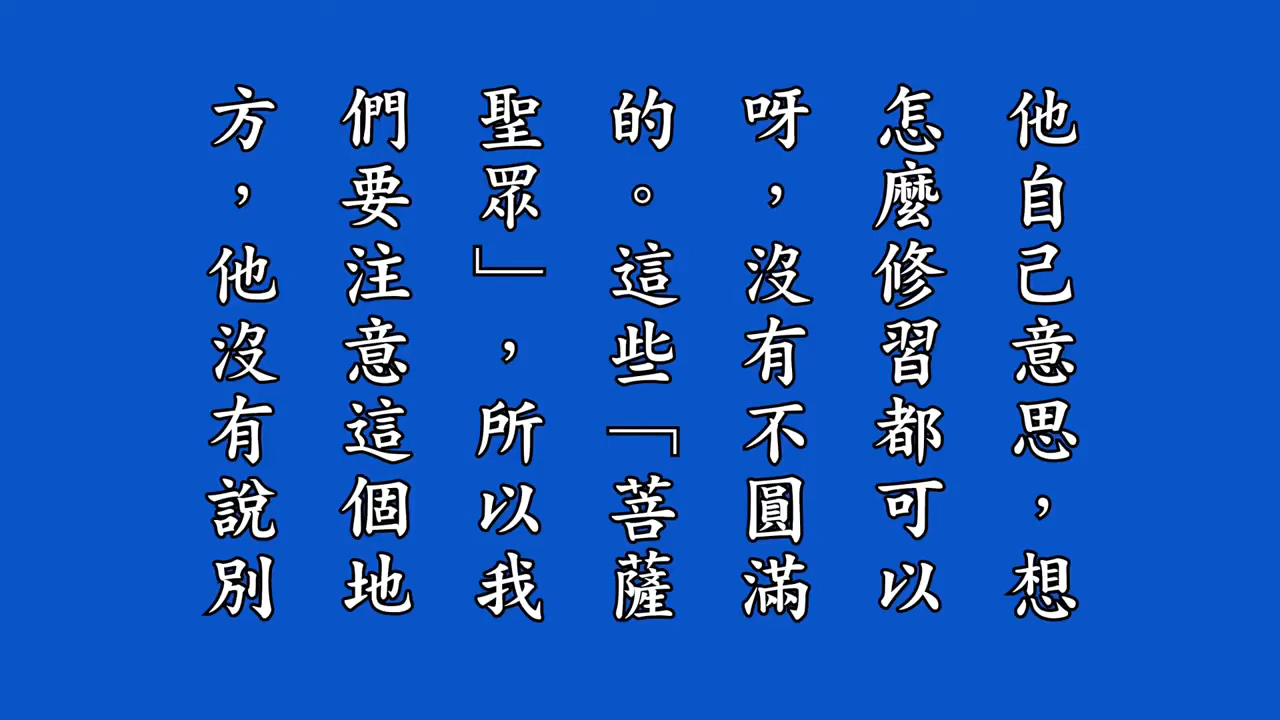 他自己意思，想
怎麼修習都可以
呀，沒有不圓滿
的。這些「菩薩
聖眾」，所以我
們要注意這個地
方，他沒有說別